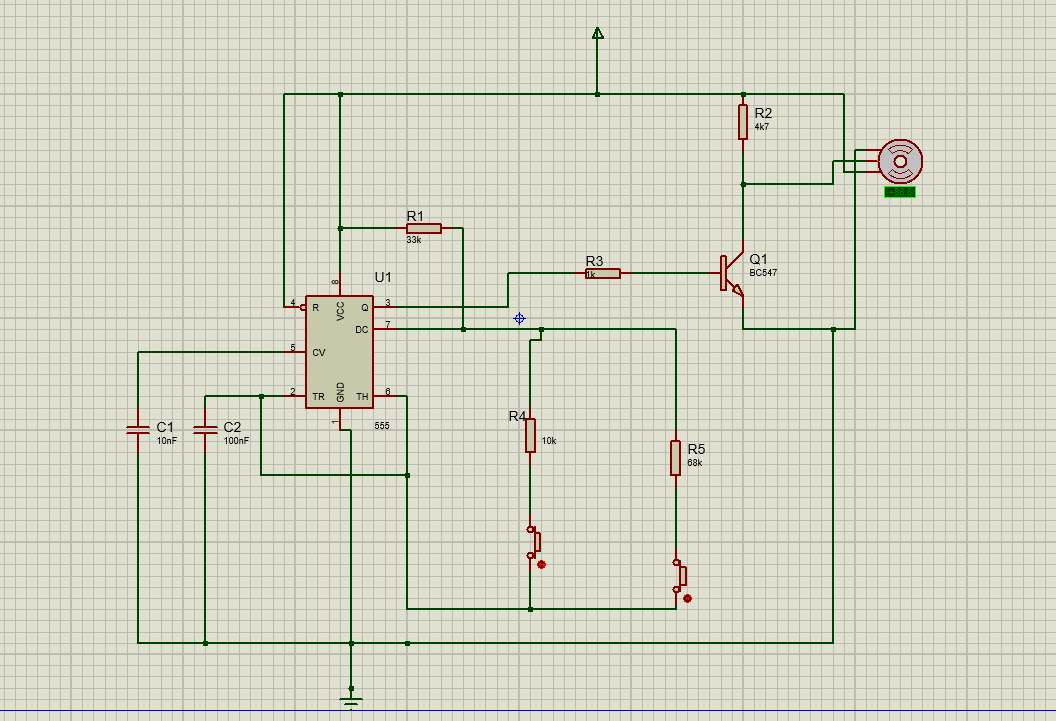 R2
4k7
R1
33k
R3
1k
Q1
BC547
U1
8
4
R
VCC
Q
3
DC
7
5
CV
2
TR
GND
TH
6
1
555
C1
10nF
C2
100nF
R4
10k
R5
68k